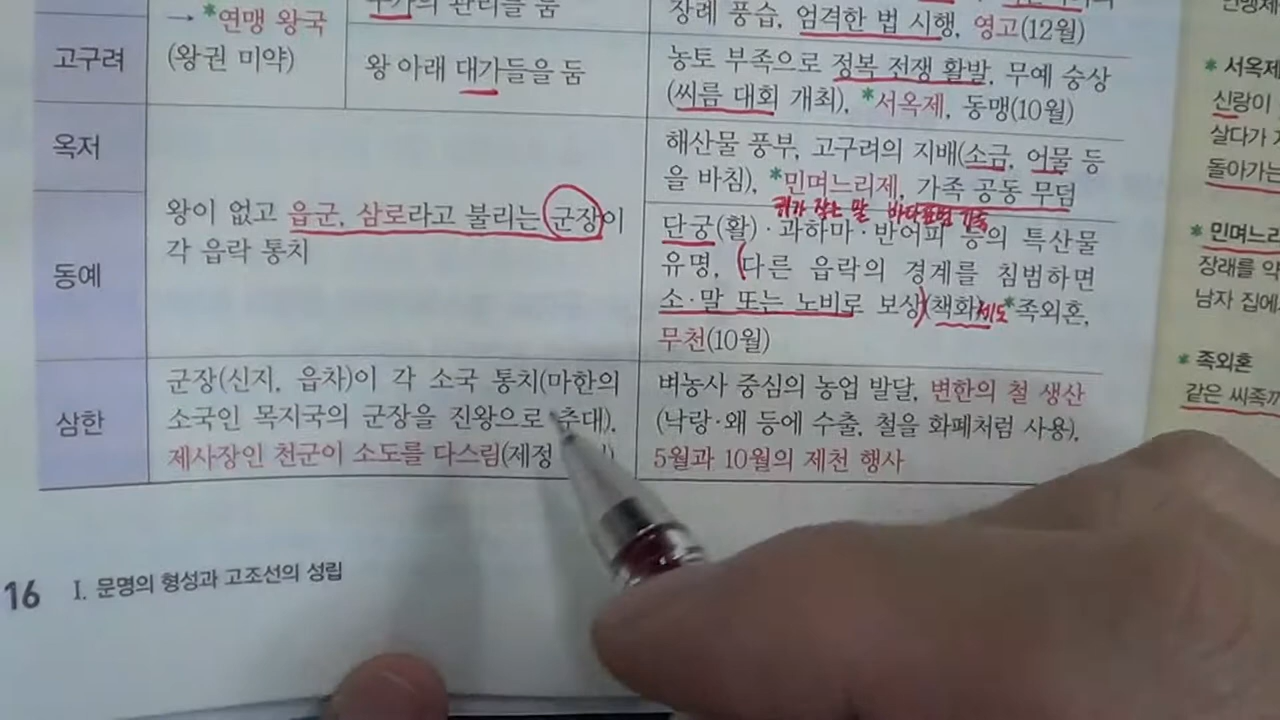 관리를 둠
장례 풍습, 엄격한 법 시행, 영고(12월)
고구려
→ *연맹 왕국
(왕권 미약)
왕 아래 대가들을 둠
농토 부족으로 정복 전쟁 활발, 무예 숭상
(씨름 대회 개최), *서옥제, 동맹(10월)
옥저
해산물 풍부, 고구려의 지배(소금, 어물 등
을 바침), *민며느리제, 가족 공동 무덤
동예
왕이 없고 읍군, 삼로라고 불리는 군장이
각 읍락 통치
키가 작은 말 바다표범 가죽
단궁(활)·과하마·반어피 등의 특산물
유명, 다른 읍락의 경계를 침범하면
소·말 또는 노비로 보상(책화)제도 *족외혼,
무천(10월)
삼한
군장(신지, 읍차)이 각 소국 통치(마한의
소국인 목지국의 군장을 진왕으로 추대),
제사장인 천군이 소도를 다스림(제정
벼농사 중심의 농업 발달, 변한의 철 생산
(낙랑·왜 등에 수출, 철을 화폐처럼 사용),
5월과 10월의 제천 행사
* 서옥제
신랑이
살다가
돌아가는
* 민며느리
장래를 약
남자 집에
* 족외혼
같은 씨족끼
16 Ⅰ. 문명의 형성과 고조선의 성립